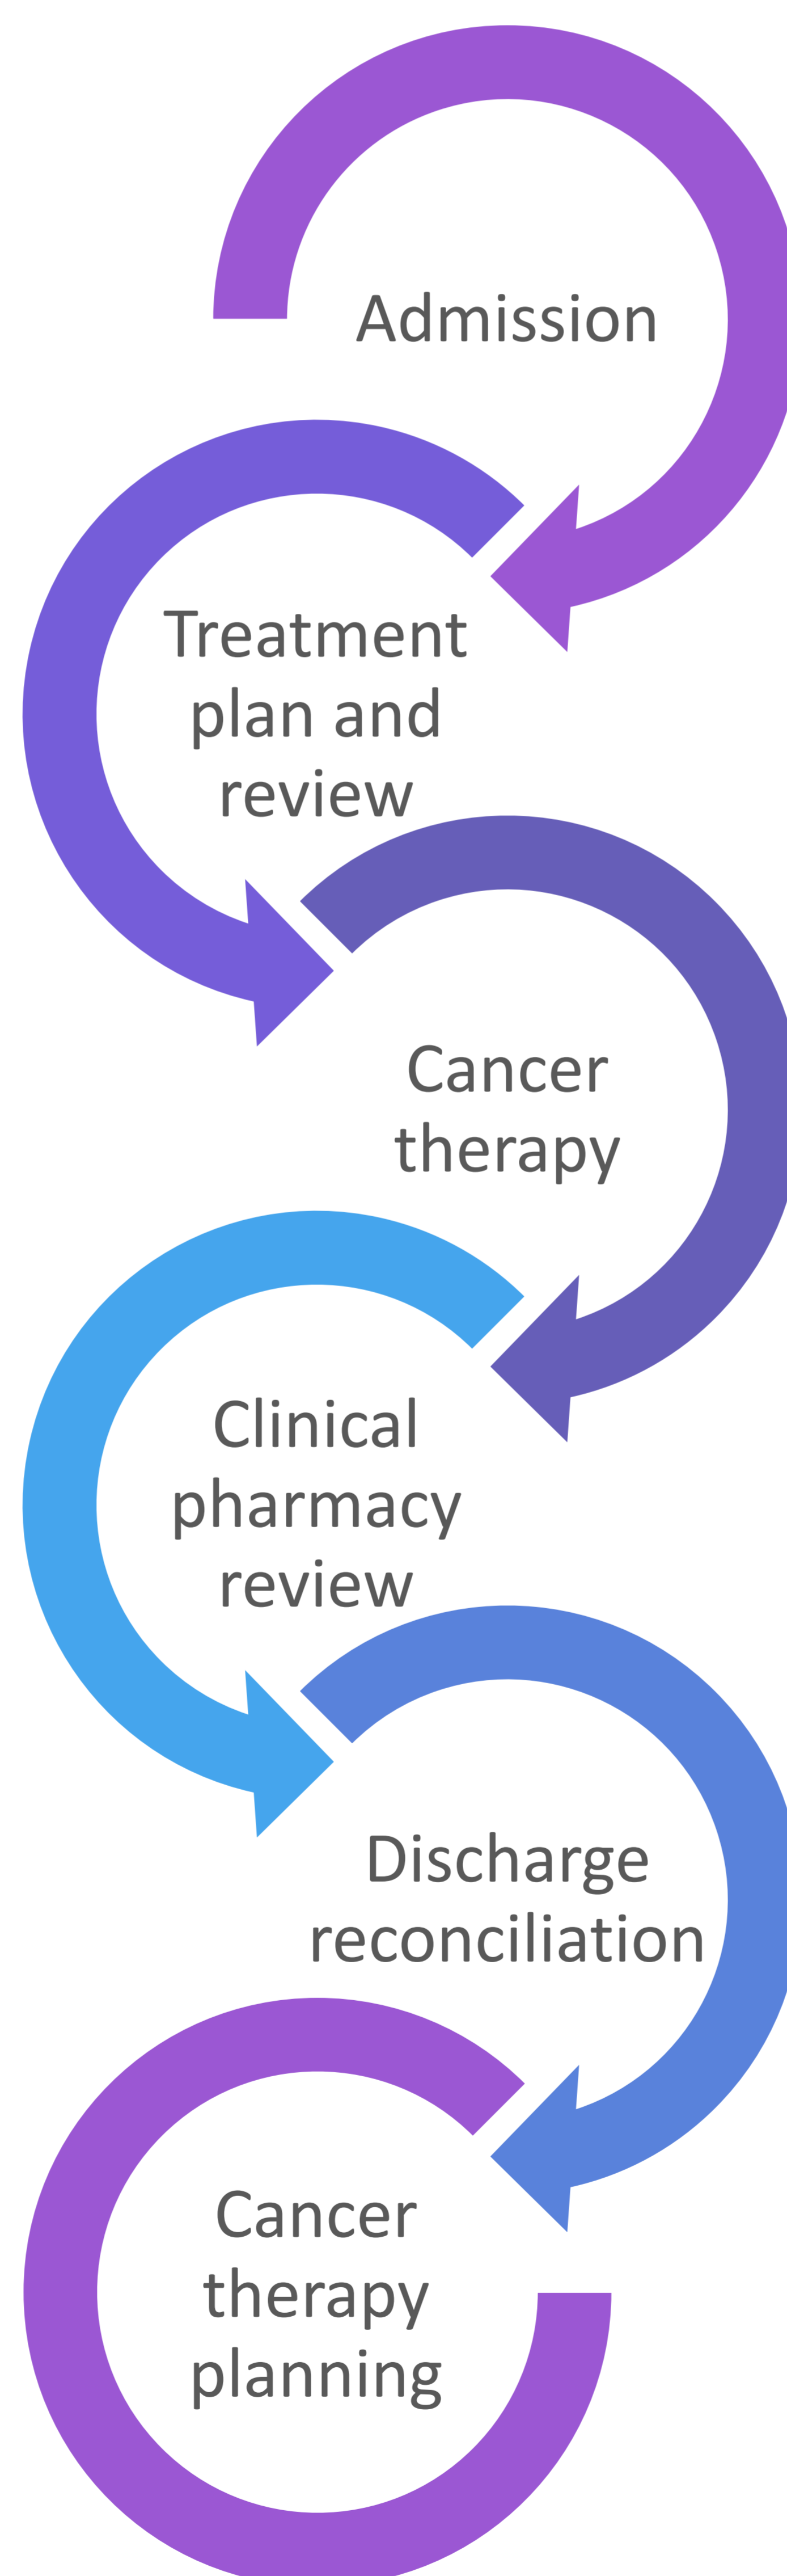 Admission
Treatment
plan and
review
Cancer
therapy
Clinical
pharmacy
review
Discharge
reconciliation
Cancer
therapy
planning